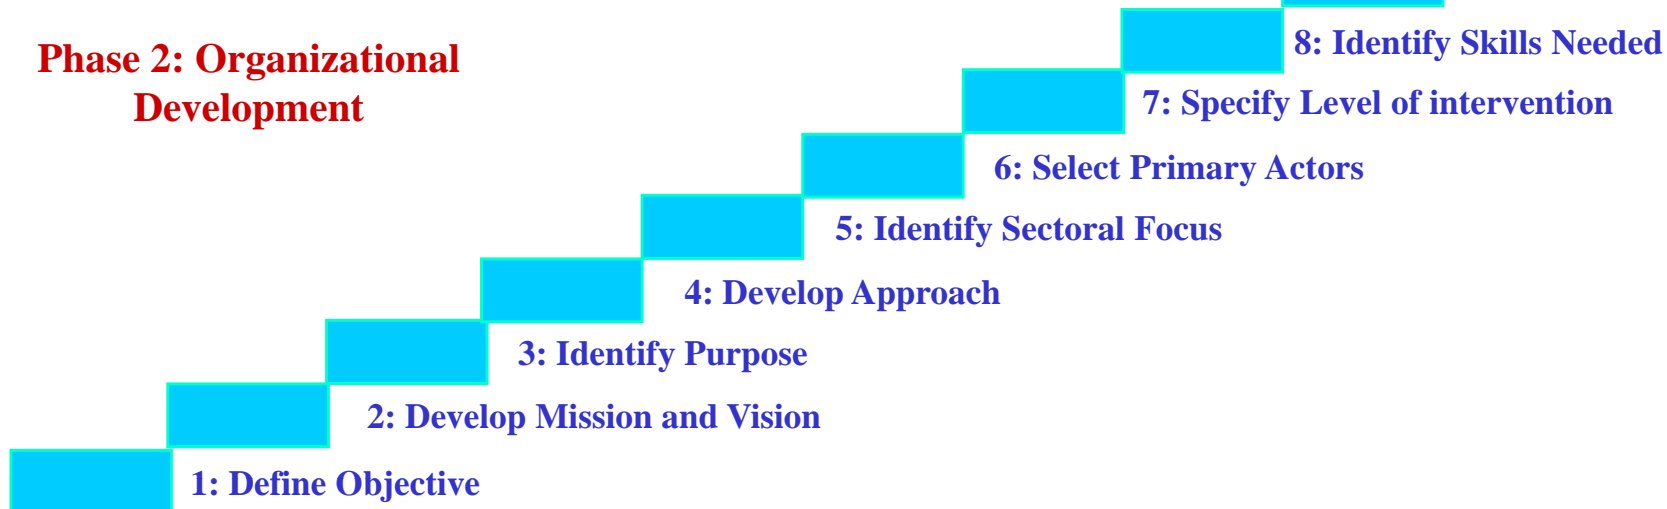 Phase 2: Organizational
Development
8: Identify Skills Needed
7: Specify Level of intervention
6: Select Primary Actors
5: Identify Sectoral Focus
4: Develop Approach
3: Identify Purpose
2: Develop Mission and Vision
1: Define Objective